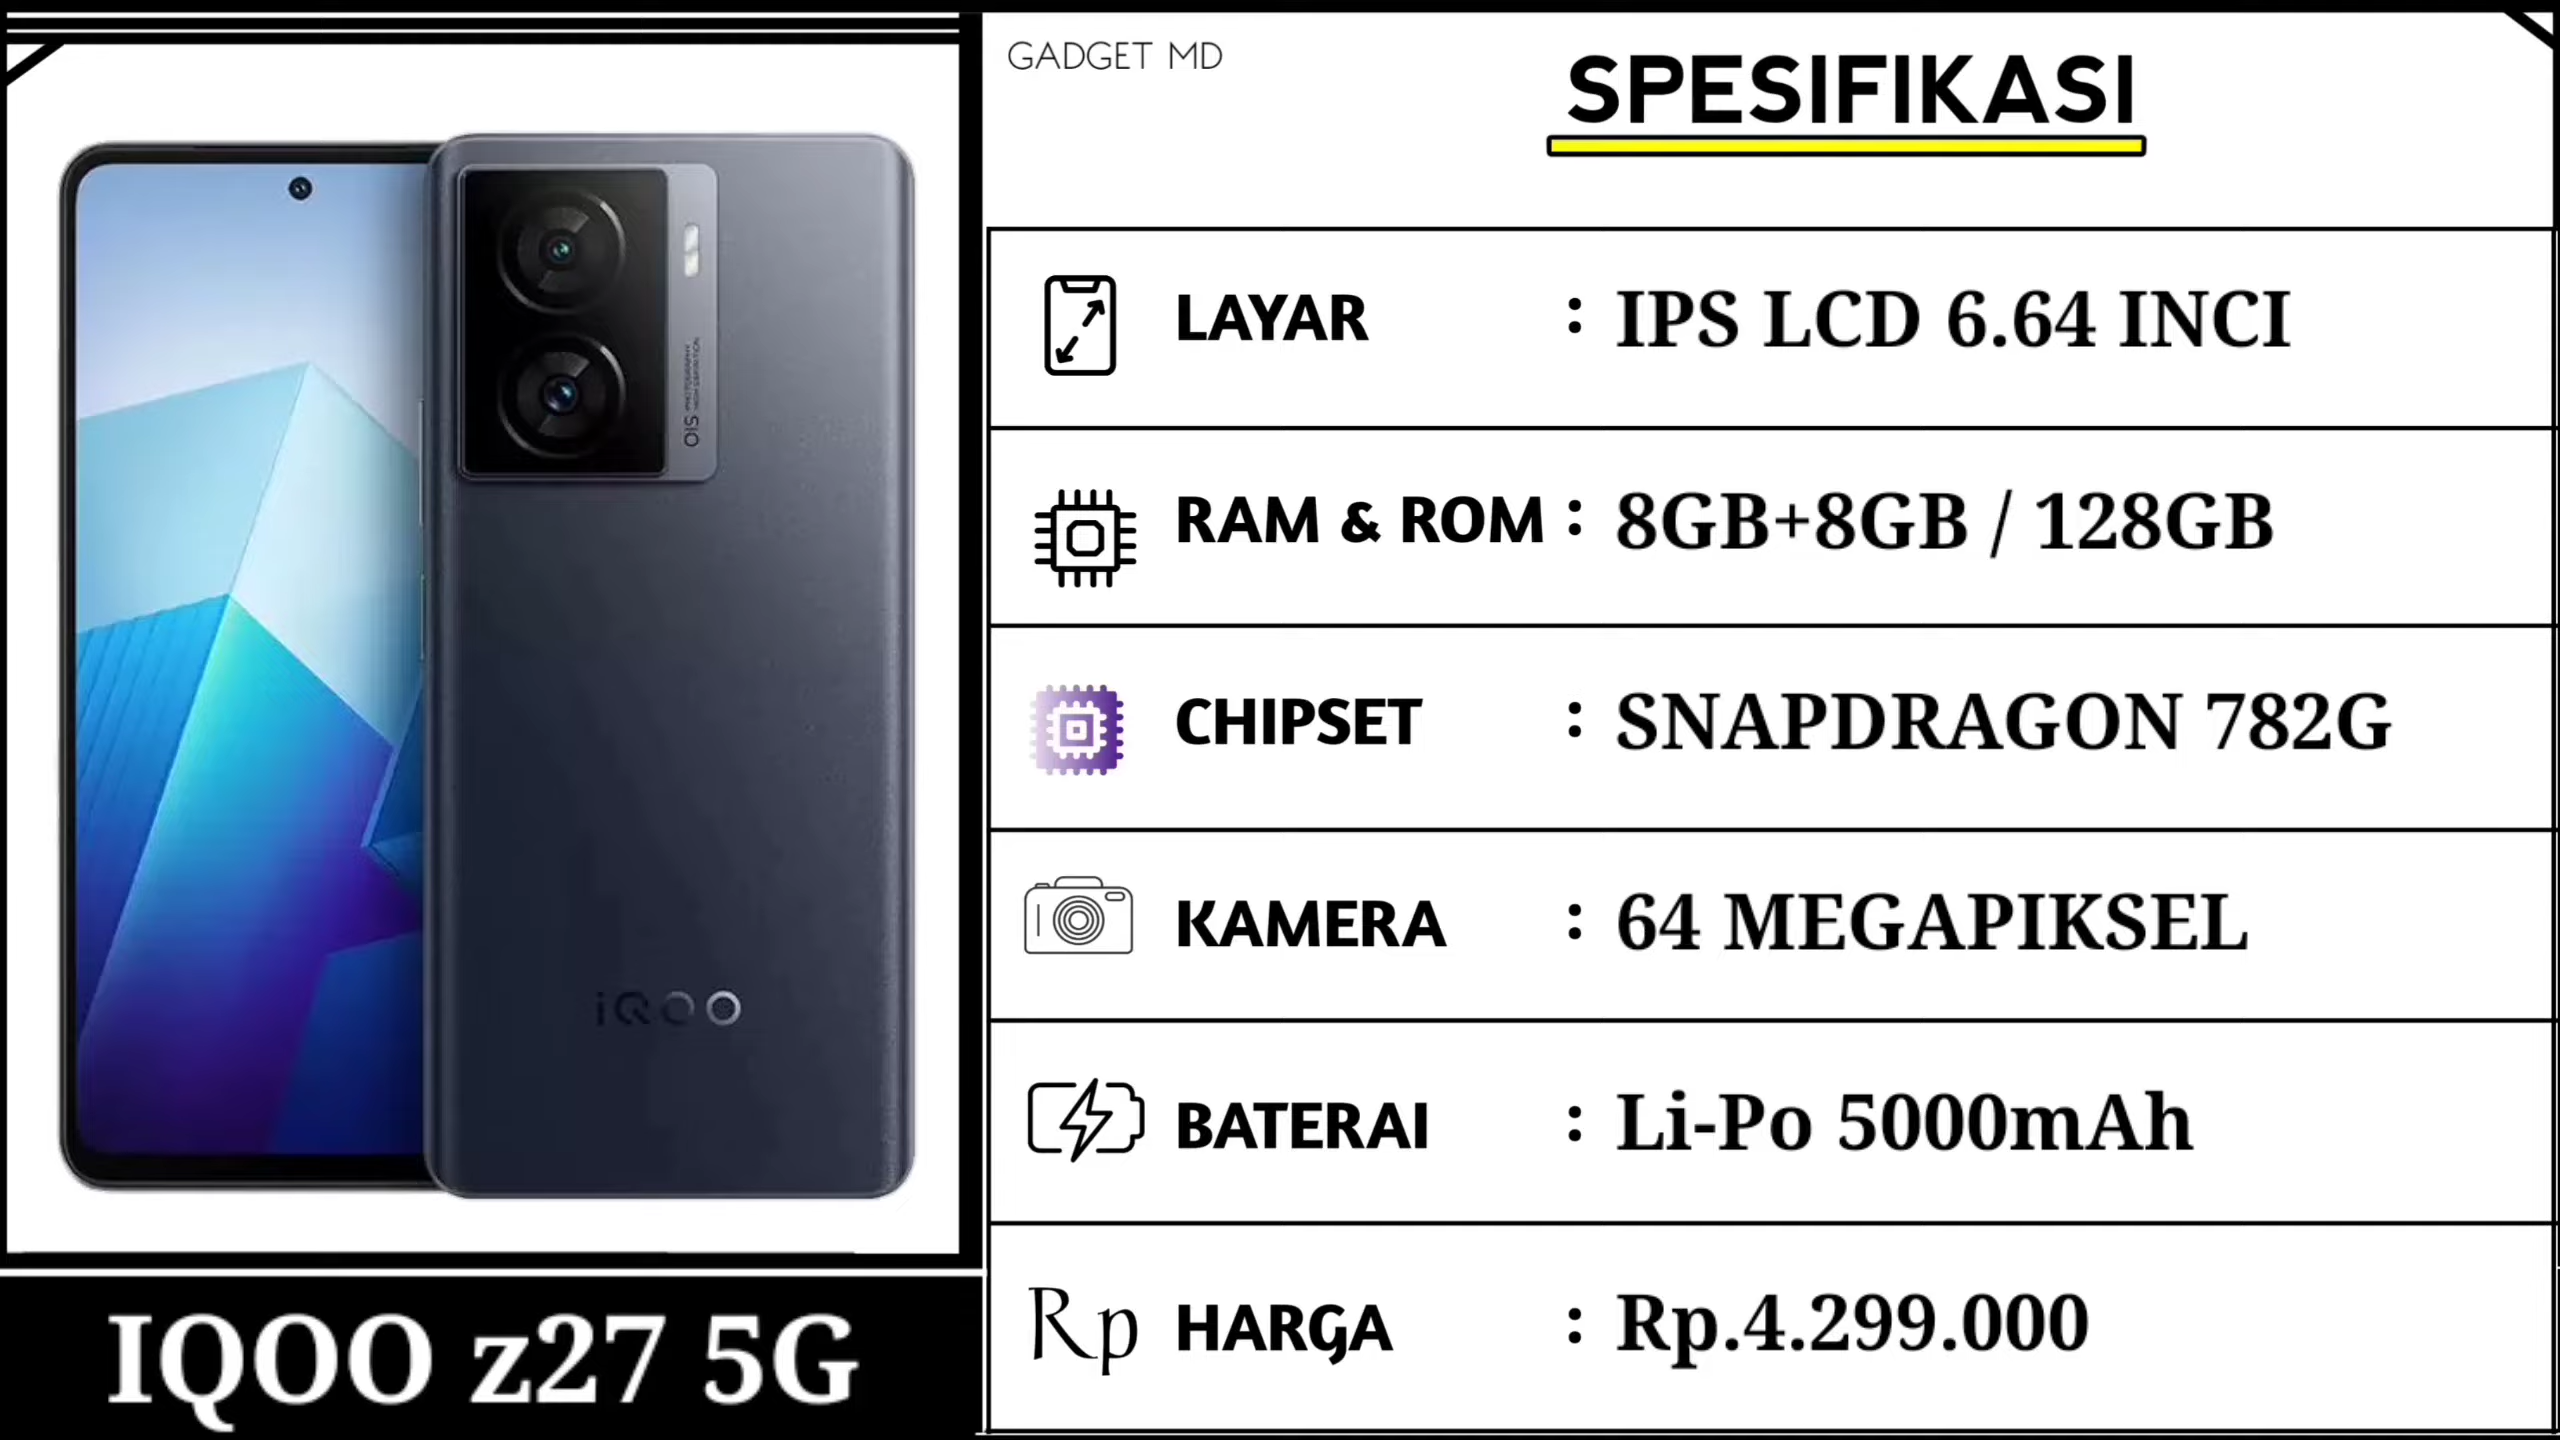 GADGET MD
SPESIFIKASI
OIS
iQOO
IQOO z27 5G
LAYAR : IPS LCD 6.64 INCI
RAM & ROM : 8GB+8GB / 128GB
CHIPSET : SNAPDRAGON 782G
KAMERA : 64 MEGAPIKSEL
BATERAI : Li-Po 5000mAh
Rp HARGA : Rp.4.299.000